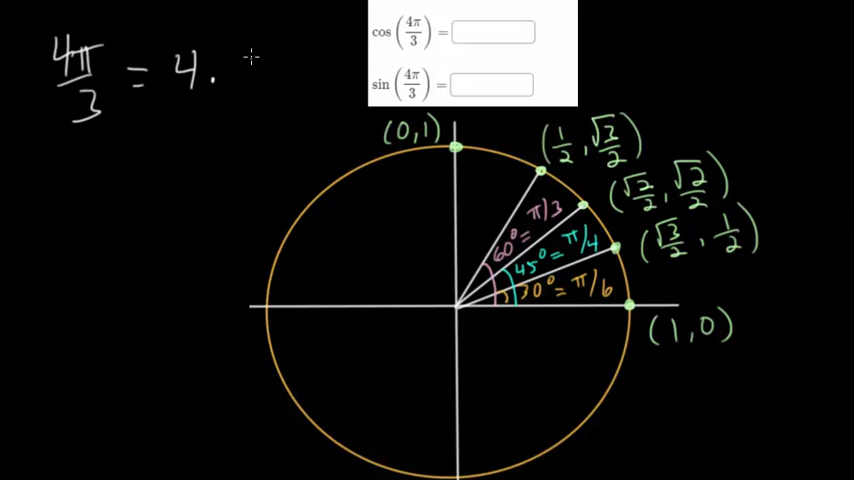 cos(4π/3) =
sin(4π/3) =
4π/3 = 4 ·
(0,1)
(1/2, √3/2)
(√2/2, √2/2)
(√3/2, 1/2)
60° = π/3
45° = π/4
30° = π/6
(1,0)